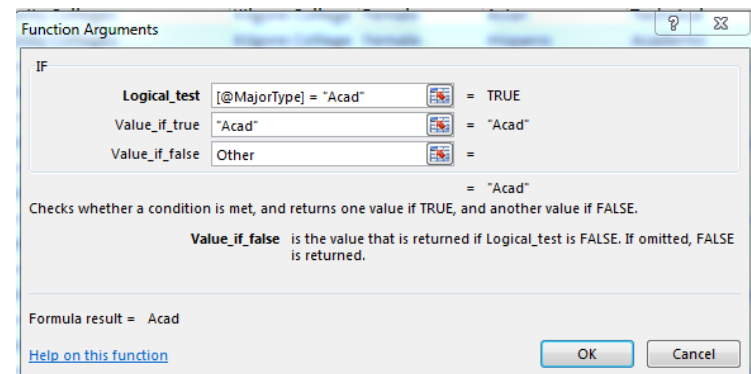 Function Arguments
IF
Logical_test [@MajorType] = "Acad" = TRUE
Value_if_true "Acad" = "Acad"
Value_if_false Other =
= "Acad"
Checks whether a condition is met, and returns one value if TRUE, and another value if FALSE.
Value_if_false is the value that is returned if Logical_test is FALSE. If omitted, FALSE
is returned.
Formula result = Acad
Help on this function OK Cancel